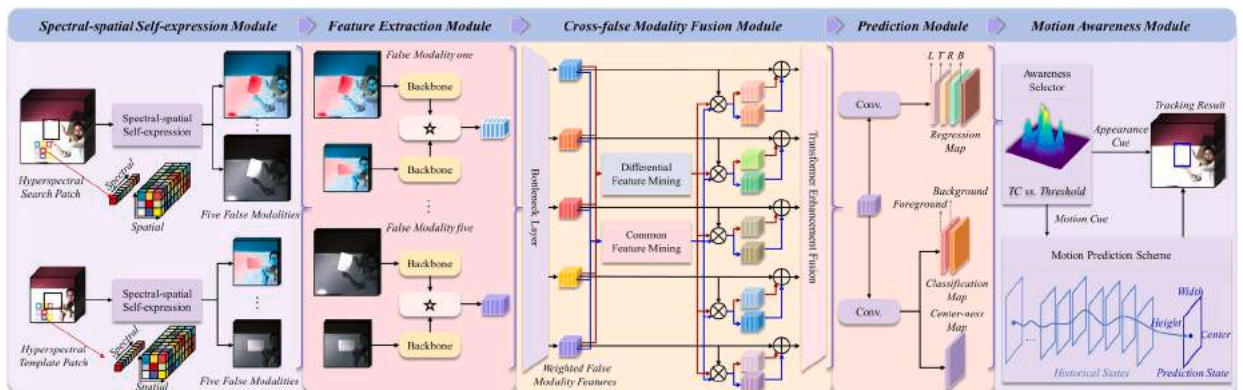 Spectral-spatial Self-expression Module
Feature Extraction Module
Cross-false Modality Fusion Module
Prediction Module
Motion Awareness Module
Spectral-spatial
Self-expression
Hyperspectral
Search Patch
Spectral
Spatial
Five False Modalities
Spectral-spatial
Self-expression
Hyperspectral
Template Patch
Spectral
Spatial
Five False Modalities
False Modality one
Backbone
Backbone
...
False Modality five
Backbone
Backbone
Bottleneck Layer
Differential
Feature Mining
Common
Feature Mining
Weighted False
Modality Features
Transformer Enhancement Fusion
Conv.
Conv.
L T R B
Regression
Map
Background
Foreground
Classification
Map
Center-ness
Map
Awareness
Selector
TC vs. Threshold
Appearance
Cue
Tracking Result
Motion Cue
Motion Prediction Scheme
Width
Height
Center
...
Historical States
Prediction State